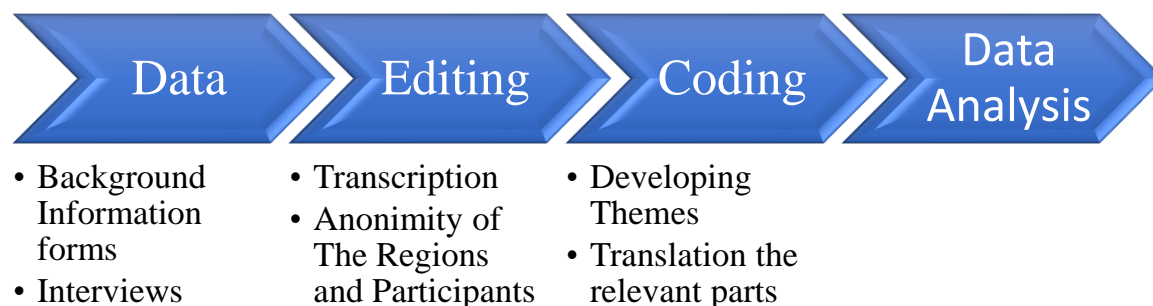 Data
Editing
Coding
Data
Analysis
• Background
Information
forms
• Interviews
• Transcription
• Anonimity of
The Regions
and Participants
• Developing
Themes
• Translation the
relevant parts